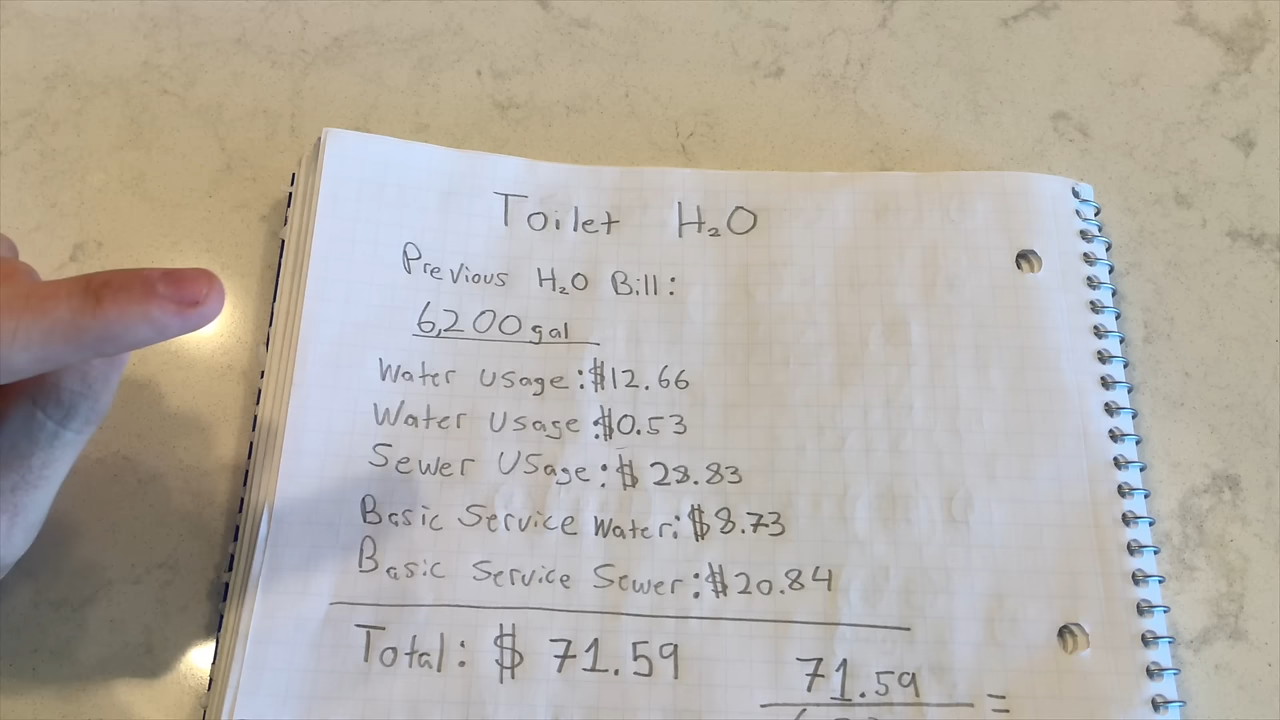 Toilet H₂O
Previous H₂O Bill:
6,200 gal
Water Usage: $12.66
Water Usage: $0.53
Sewer Usage: $28.83
Basic Service Water: $8.73
Basic Service Sewer: $20.84
Total: $71.59
71.59 =